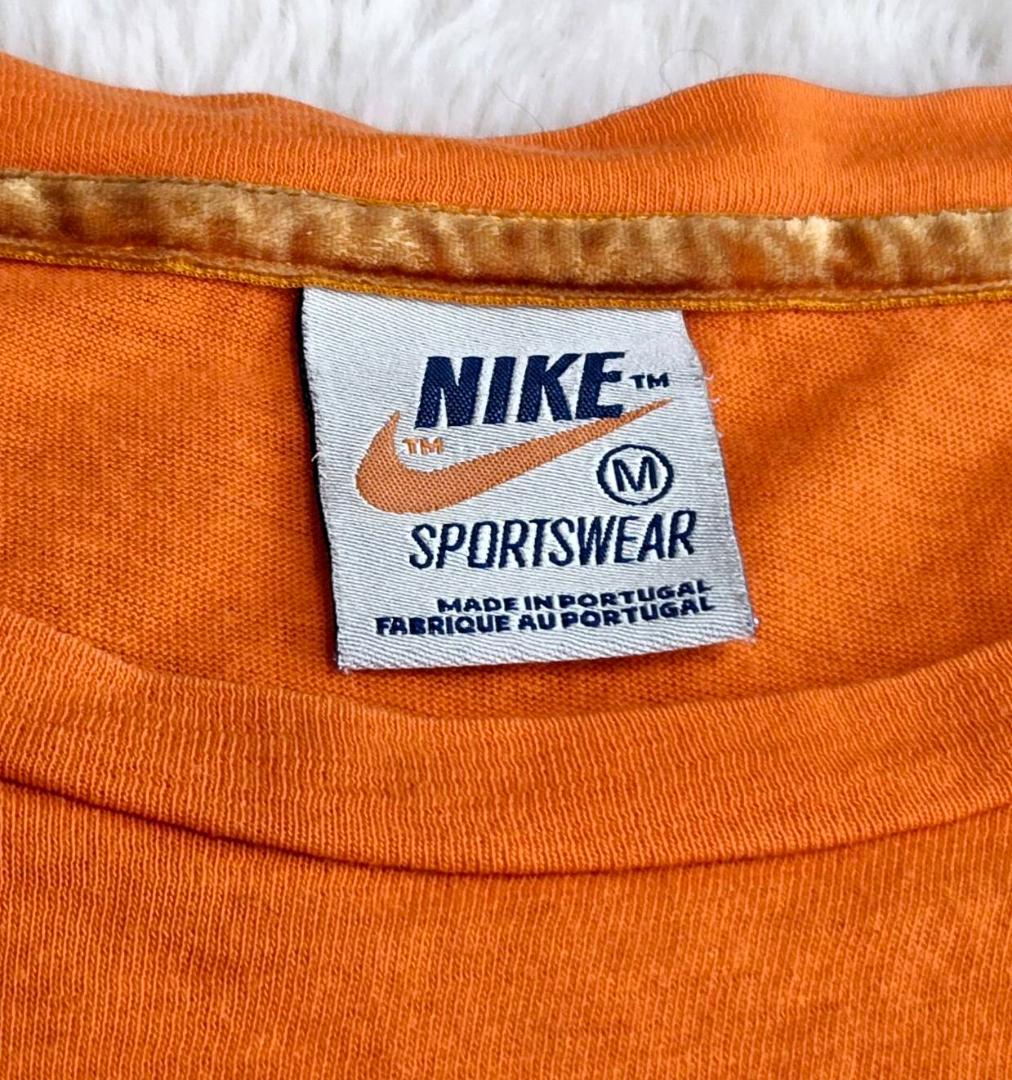 NIKE™
™
M
SPORTSWEAR
MADE IN PORTUGAL
FABRIQUE AU PORTUGAL